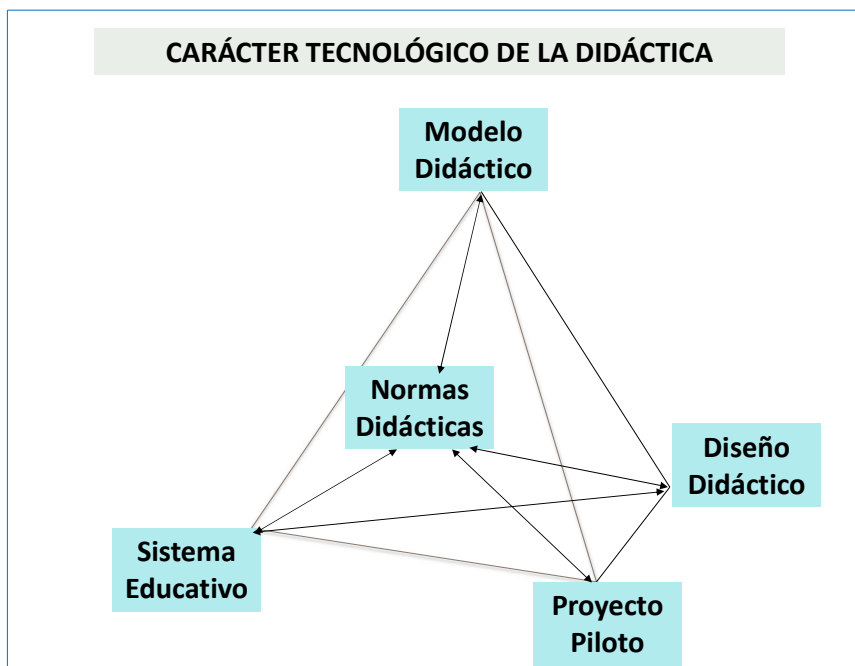 CARÁCTER TECNOLÓGICO DE LA DIDÁCTICA
Modelo
Didáctico
Normas
Didácticas
Diseño
Didáctico
Sistema
Educativo
Proyecto
Piloto